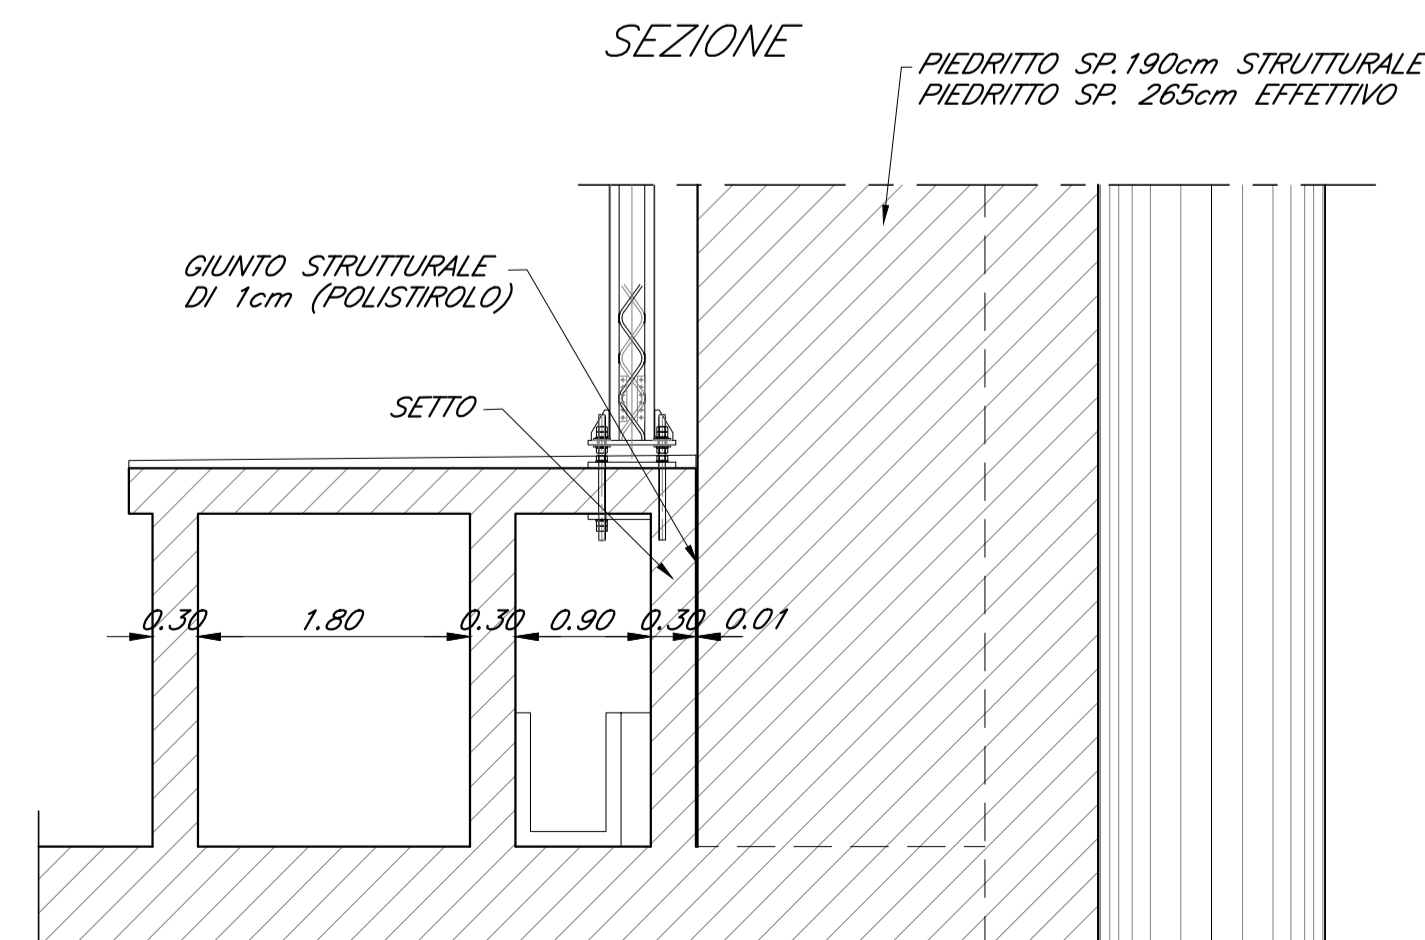 SEZIONE
PIEDRITTO SP.190cm STRUTTURALE
PIEDRITTO SP. 265cm EFFETTIVO
GIUNTO STRUTTURALE
DI 1cm (POLISTIROLO)
SETTO
0.30 1.80 0.30 0.90 0.30 0.01